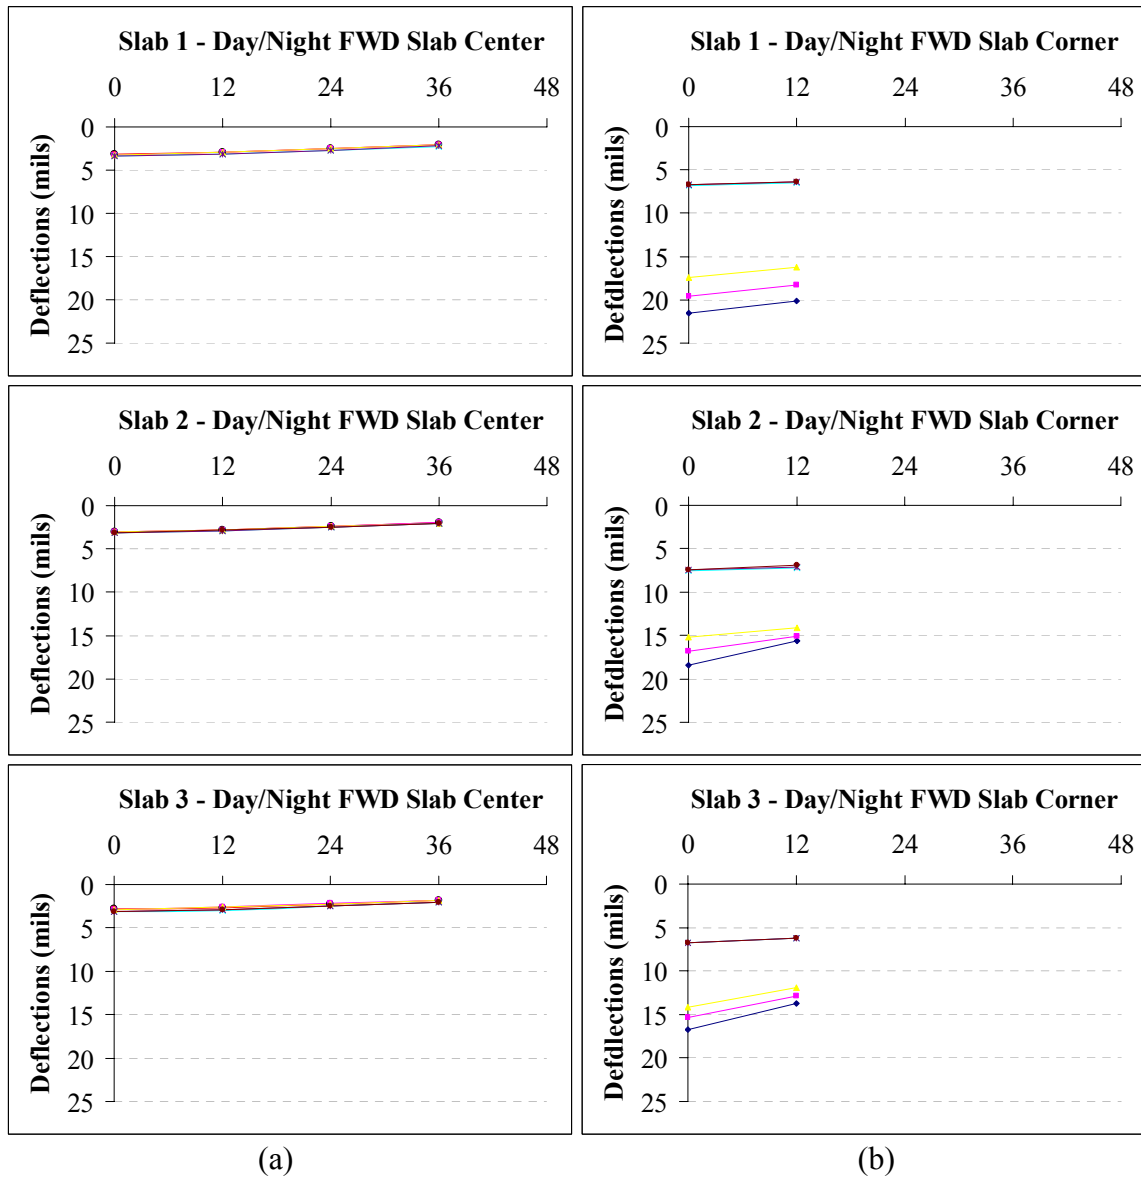 Slab 1 - Day/Night FWD Slab Center
0 12 24 36 48
Deflections (mils)
0
5
10
15
20
25
Slab 1 - Day/Night FWD Slab Corner
0 12 24 36 48
Defdlections (mils)
0
5
10
15
20
25
Slab 2 - Day/Night FWD Slab Center
0 12 24 36 48
Deflections (mils)
0
5
10
15
20
25
Slab 2 - Day/Night FWD Slab Corner
0 12 24 36 48
Defdlections (mils)
0
5
10
15
20
25
Slab 3 - Day/Night FWD Slab Center
0 12 24 36 48
Deflections (mils)
0
5
10
15
20
25
Slab 3 - Day/Night FWD Slab Corner
0 12 24 36 48
Defdlections (mils)
0
5
10
15
20
25
(a)
(b)